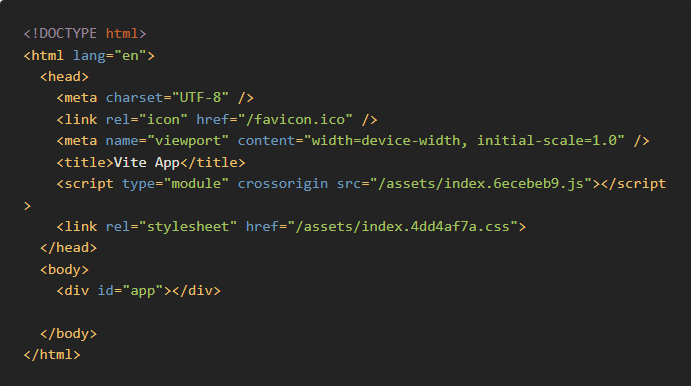 <!DOCTYPE html>
<html lang="en">
  <head>
    <meta charset="UTF-8" />
    <link rel="icon" href="/favicon.ico" />
    <meta name="viewport" content="width=device-width, initial-scale=1.0" />
    <title>Vite App</title>
    <script type="module" crossorigin src="/assets/index.6ecebeb9.js"></script
>
    <link rel="stylesheet" href="/assets/index.4dd4af7a.css">
  </head>
  <body>
    <div id="app"></div>

  </body>
</html>